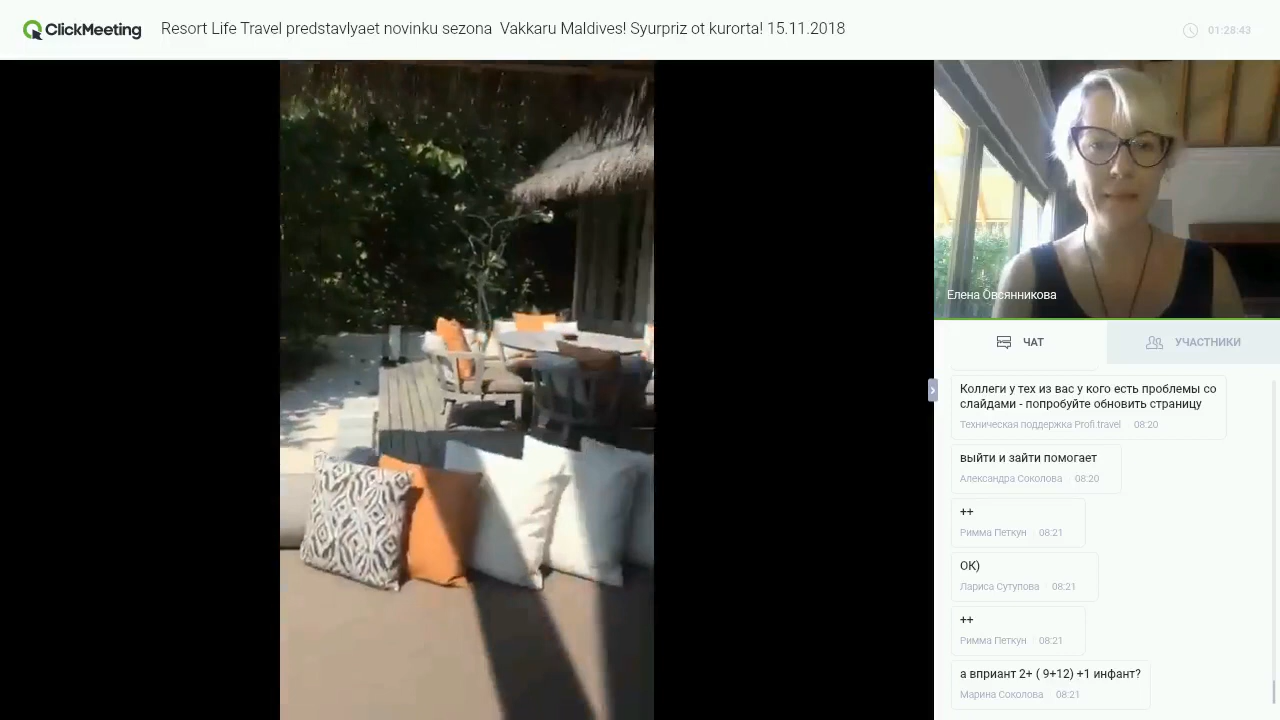 ClickMeeting
Resort Life Travel predstavlyaet novinku sezona Vakkaru Maldives! Syurpriz ot kurorta! 15.11.2018
01:28:43
Елена Овсянникова
ЧАТ
УЧАСТНИКИ
Коллеги у тех из вас у кого есть проблемы со
слайдами - попробуйте обновить страницу
Техническая поддержка Profi.travel 08:20
выйти и зайти помогает
Александра Соколова 08:20
++
Римма Петкун 08:21
ОК)
Лариса Сутупова 08:21
++
Римма Петкун 08:21
а вприант 2+ ( 9+12) +1 инфант?
Марина Соколова 08:21